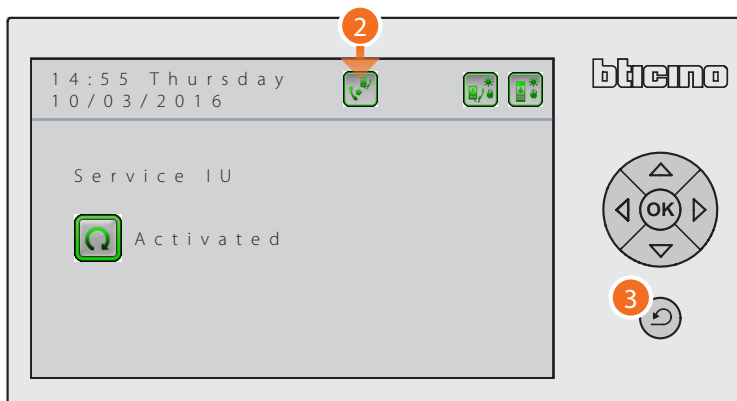 2
14:55 Thursday
10/03/2016
bticino
Service IU
Activated
OK
3